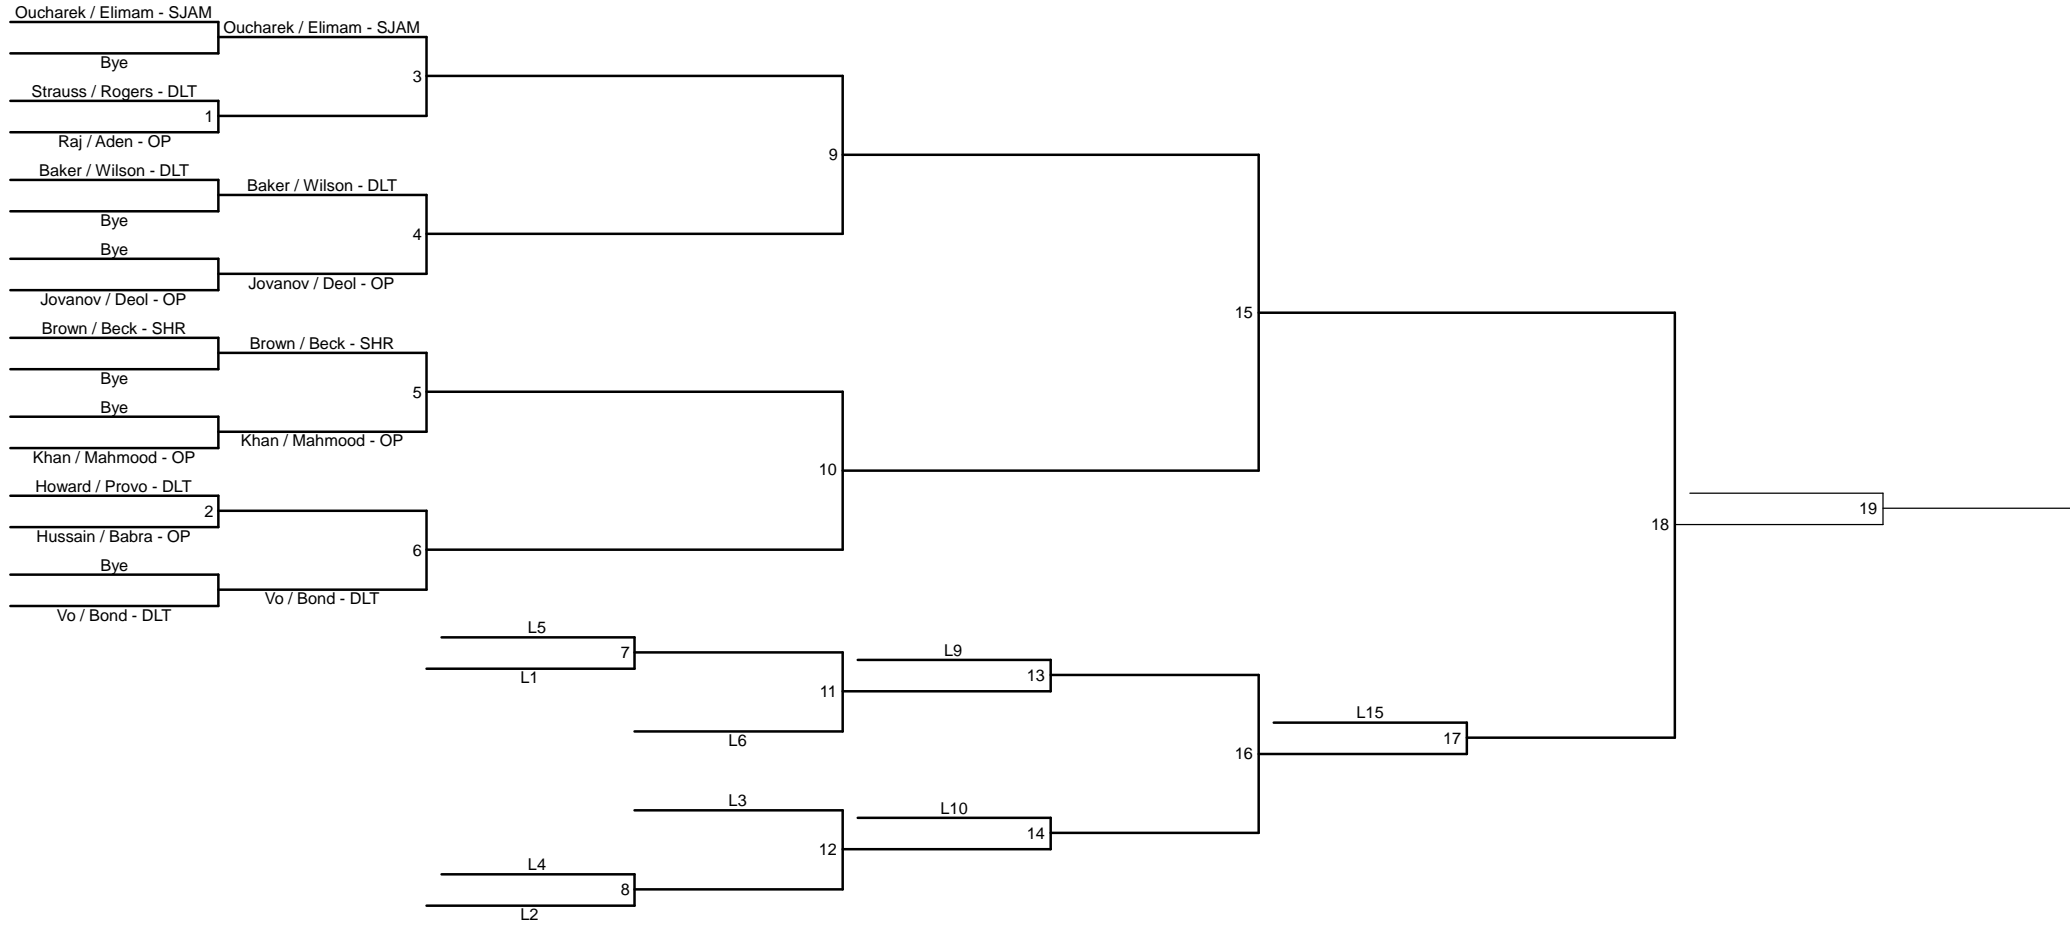 Oucharek / Elimam - SJAM
Oucharek / Elimam - SJAM
Bye
3
Strauss / Rogers - DLT
1
Raj / Aden - OP
9
Baker / Wilson - DLT
Baker / Wilson - DLT
Bye
4
Bye
Jovanov / Deol - OP
Jovanov / Deol - OP
15
Brown / Beck - SHR
Brown / Beck - SHR
Bye
5
Bye
Khan / Mahmood - OP
Khan / Mahmood - OP
10
Howard / Provo - DLT
2
19
18
Hussain / Babra - OP
6
Bye
Vo / Bond - DLT
Vo / Bond - DLT
L5
7
L9
L1
13
11
L15
L6
17
16
L3
L10
14
12
L4
8
L2